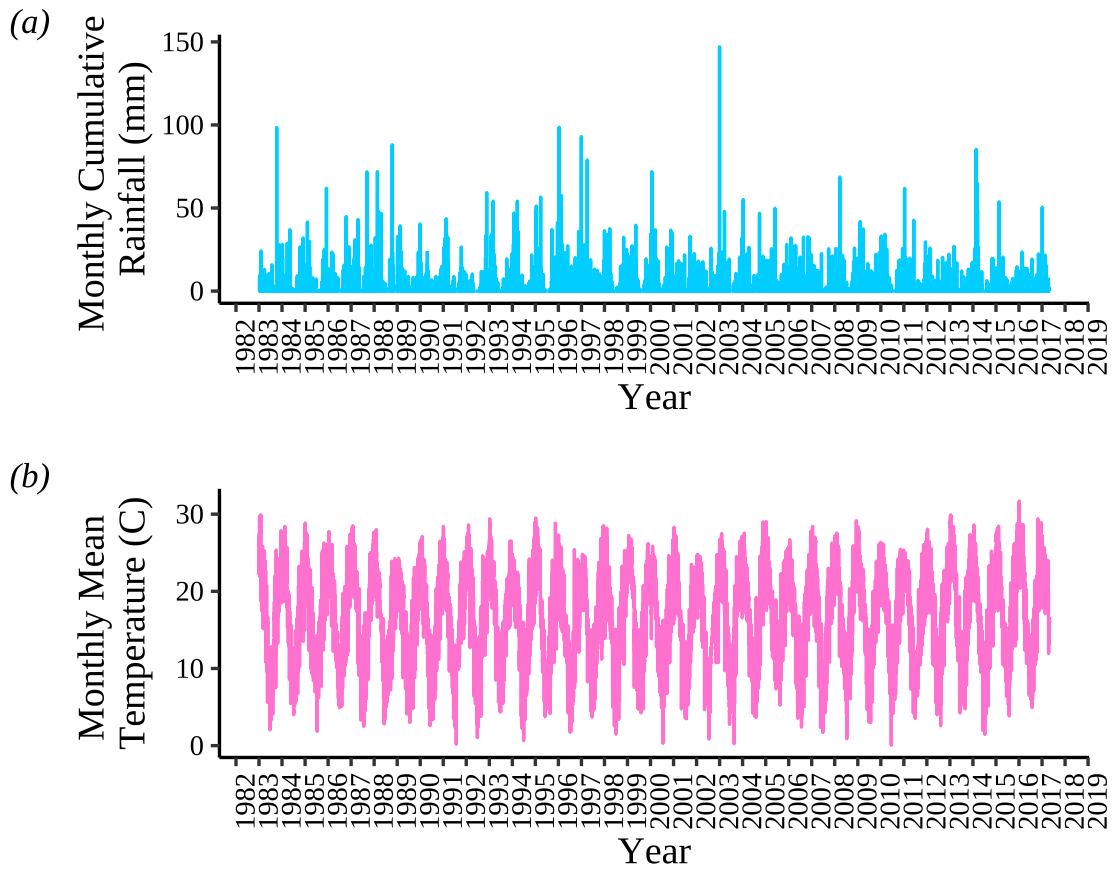 (a)
Monthly Cumulative
Rainfall (mm)
150
100
50
0
1982 1983 1984 1985 1986 1987 1988 1989 1990 1991 1992 1993 1994 1995 1996 1997 1998 1999 2000 2001 2002 2003 2004 2005 2006 2007 2008 2009 2010 2011 2012 2013 2014 2015 2016 2017 2018 2019
Year
(b)
Monthly Mean
Temperature (C)
30
20
10
0
1982 1983 1984 1985 1986 1987 1988 1989 1990 1991 1992 1993 1994 1995 1996 1997 1998 1999 2000 2001 2002 2003 2004 2005 2006 2007 2008 2009 2010 2011 2012 2013 2014 2015 2016 2017 2018 2019
Year